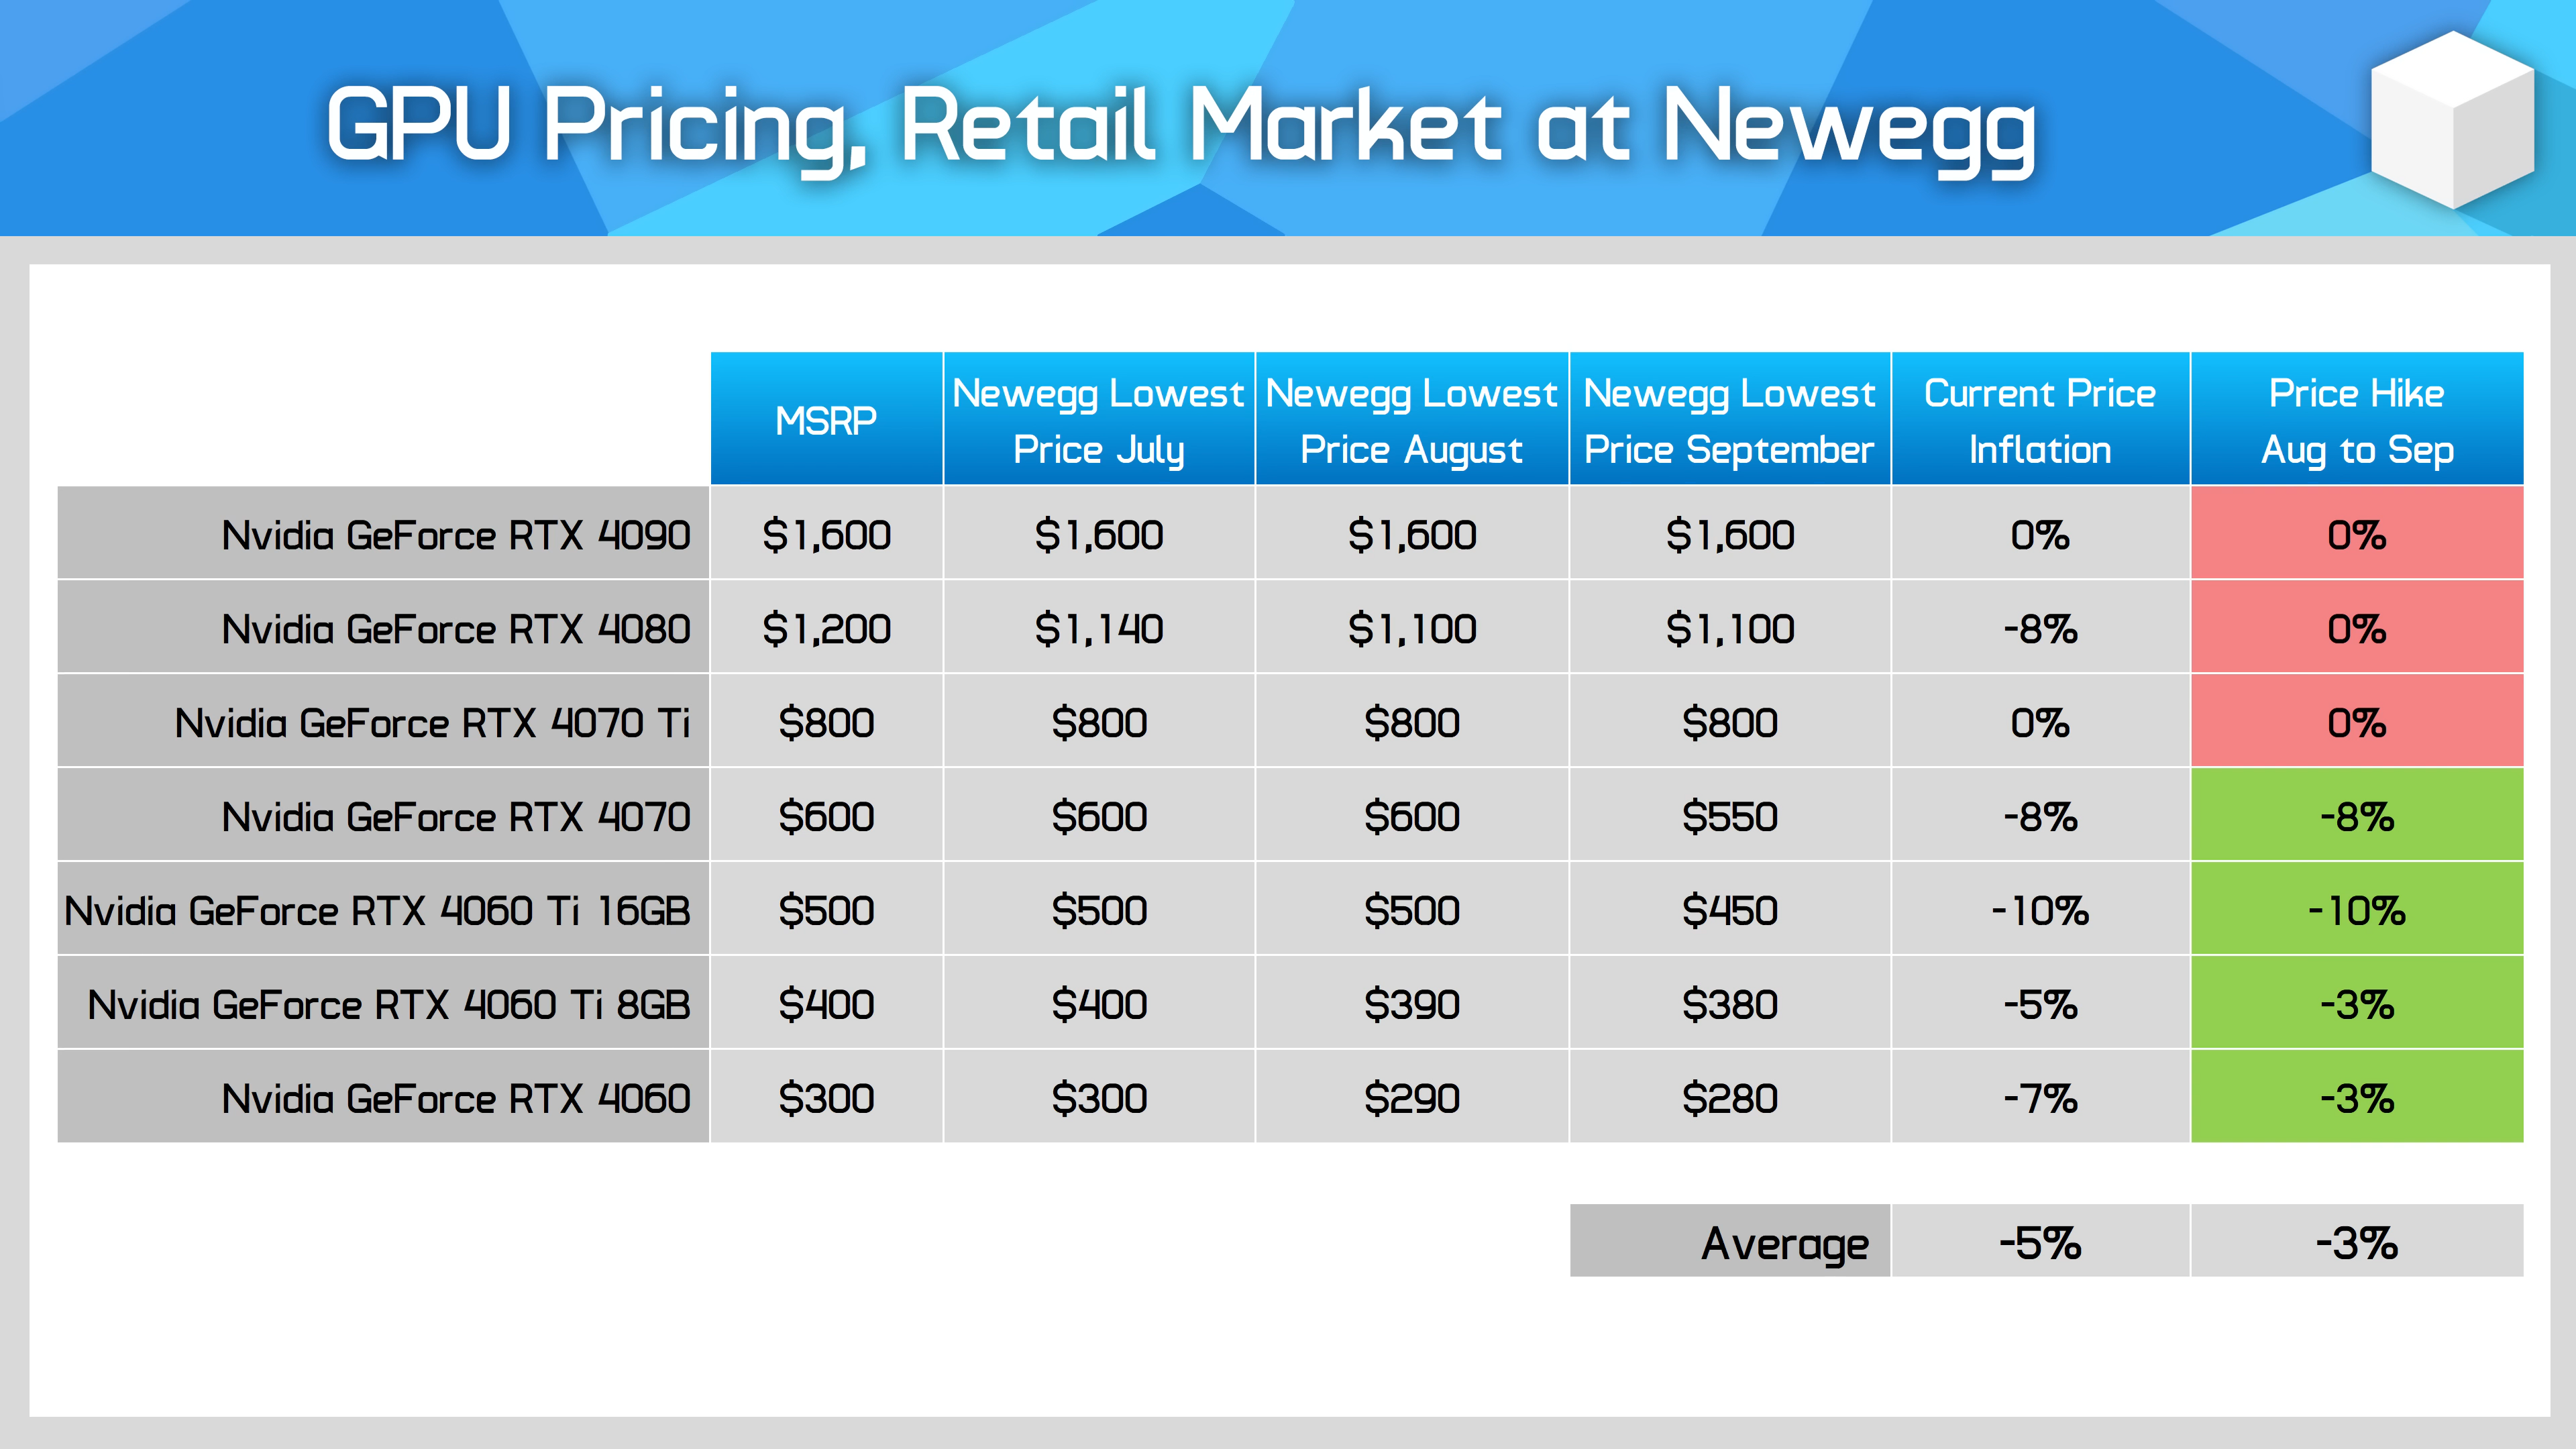 GPU Pricing, Retail Market at Newegg
MSRP Newegg Lowest Price July Newegg Lowest Price August Newegg Lowest Price September Current Price Inflation Price Hike Aug to Sep
Nvidia GeForce RTX 4090 $1,600 $1,600 $1,600 $1,600 0% 0%
Nvidia GeForce RTX 4080 $1,200 $1,140 $1,100 $1,100 -8% 0%
Nvidia GeForce RTX 4070 Ti $800 $800 $800 $800 0% 0%
Nvidia GeForce RTX 4070 $600 $600 $600 $550 -8% -8%
Nvidia GeForce RTX 4060 Ti 16GB $500 $500 $500 $450 -10% -10%
Nvidia GeForce RTX 4060 Ti 8GB $400 $400 $390 $380 -5% -3%
Nvidia GeForce RTX 4060 $300 $300 $290 $280 -7% -3%
Average -5% -3%